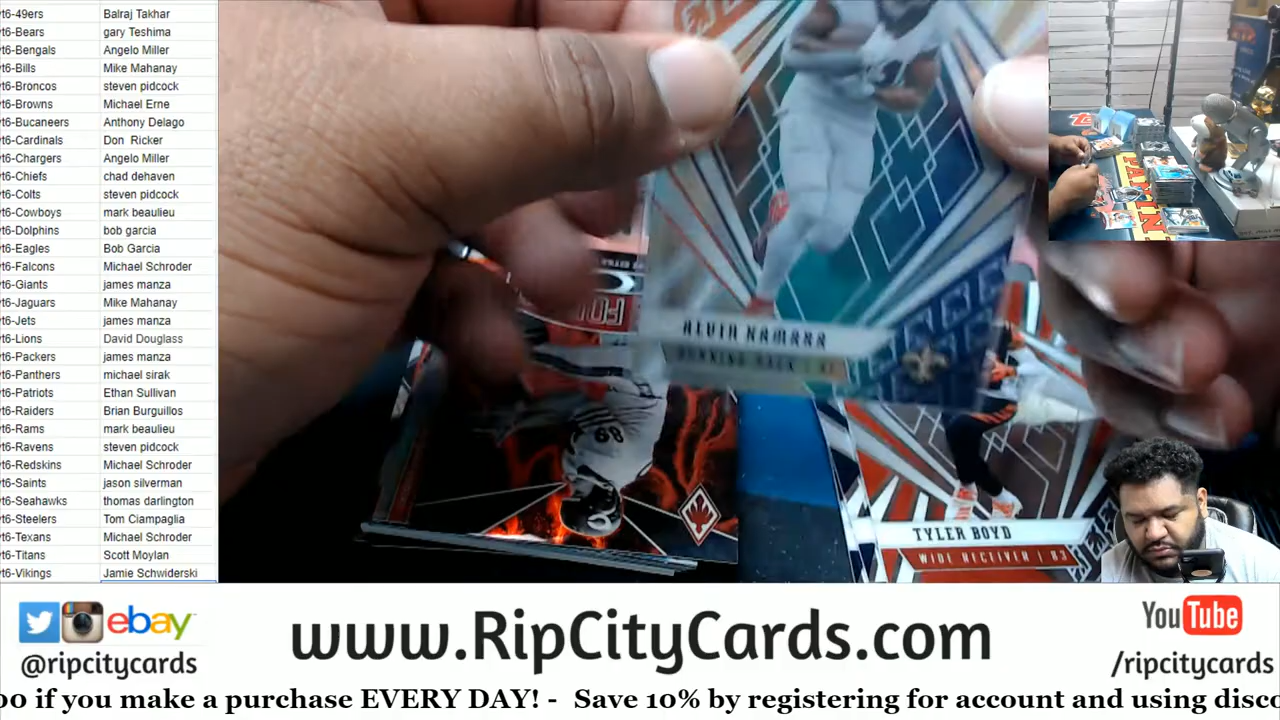 t6-49ers Balraj Takhar
t6-Bears gary Teshima
t6-Bengals Angelo Miller
t6-Bills Mike Mahanay
t6-Broncos steven pidcock
t6-Browns Michael Erne
t6-Bucaneers Anthony Delago
t6-Cardinals Don Ricker
t6-Chargers Angelo Miller
t6-Chiefs chad dehaven
t6-Colts steven pidcock
t6-Cowboys mark beaulieu
t6-Dolphins bob garcia
t6-Eagles Bob Garcia
t6-Falcons Michael Schroder
t6-Giants james manza
t6-Jaguars Mike Mahanay
t6-Jets james manza
t6-Lions David Douglass
t6-Packers james manza
t6-Panthers michael sirak
t6-Patriots Ethan Sullivan
t6-Raiders Brian Burguillos
t6-Rams mark beaulieu
t6-Ravens steven pidcock
t6-Redskins Michael Schroder
t6-Saints jason silverman
t6-Seahawks thomas darlington
t6-Steelers Tom Ciampaglia
t6-Texans Michael Schroder
t6-Titans Scott Moylan
t6-Vikings Jamie Schwiderski
PANINI
ALVIN KAMARA
RUNNING BACK | 41
TYLER BOYD
WIDE RECEIVER | 83
89
ebay
@ripcitycards
www.RipCityCards.com
YouTube
/ripcitycards
00 if you make a purchase EVERY DAY! - Save 10% by registering for account and using disco